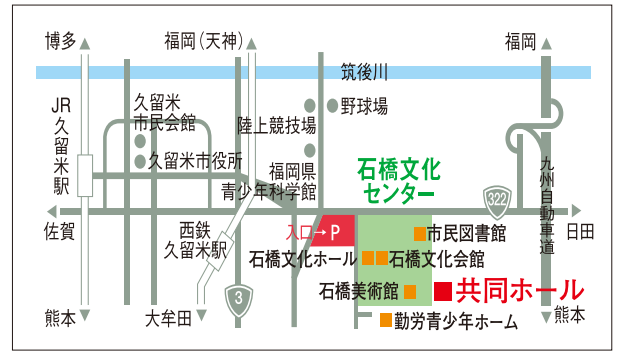 博多
福岡(天神)
福岡
筑後川
JR久留米駅
久留米
市民会館
陸上競技場
野球場
久留米市役所
福岡県
青少年科学館
石橋文化
センター
九州自動車道
322
佐賀
西鉄
久留米駅
入口→P
市民図書館
日田
石橋文化ホール
石橋文化会館
石橋美術館
共同ホール
3
熊本
大牟田
勤労青少年ホーム
熊本